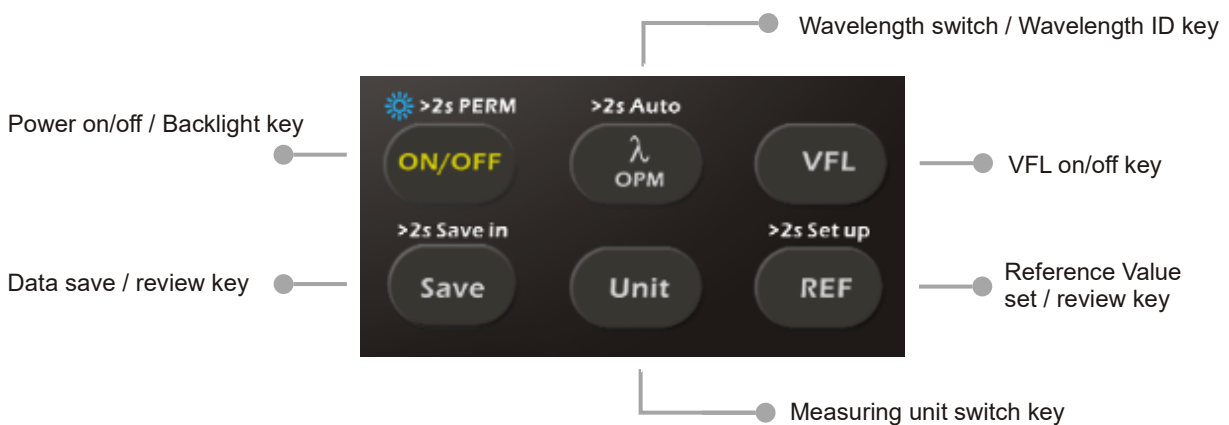 Wavelength switch / Wavelength ID key
Power on/off / Backlight key
>2s PERM
>2s Auto
ON/OFF
λ
OPM
VFL
VFL on/off key
>2s Save in
>2s Set up
Data save / review key
Save
Unit
REF
Reference Value
set / review key
Measuring unit switch key